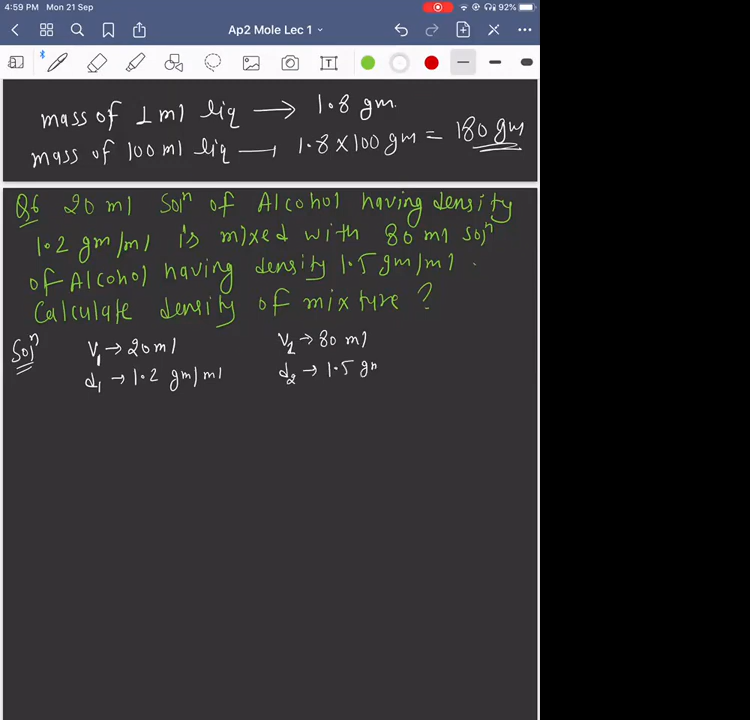 4:59 PM Mon 21 Sep
92%
Ap2 Mole Lec 1
T
mass of 1 ml liq → 1.8 gm.
mass of 100 ml liq → 1.8 × 100 gm = 180 gm
Q6 20 ml Solⁿ of Alcohol having density
1.2 gm/ml is mixed with 80 ml solⁿ
of Alcohol having density 1.5 gm/ml.
Calculate density of mixture ?
Solⁿ V₁ → 20 ml V₂ → 80 ml
d₁ → 1.2 gm/ml d₂ → 1.5 gm